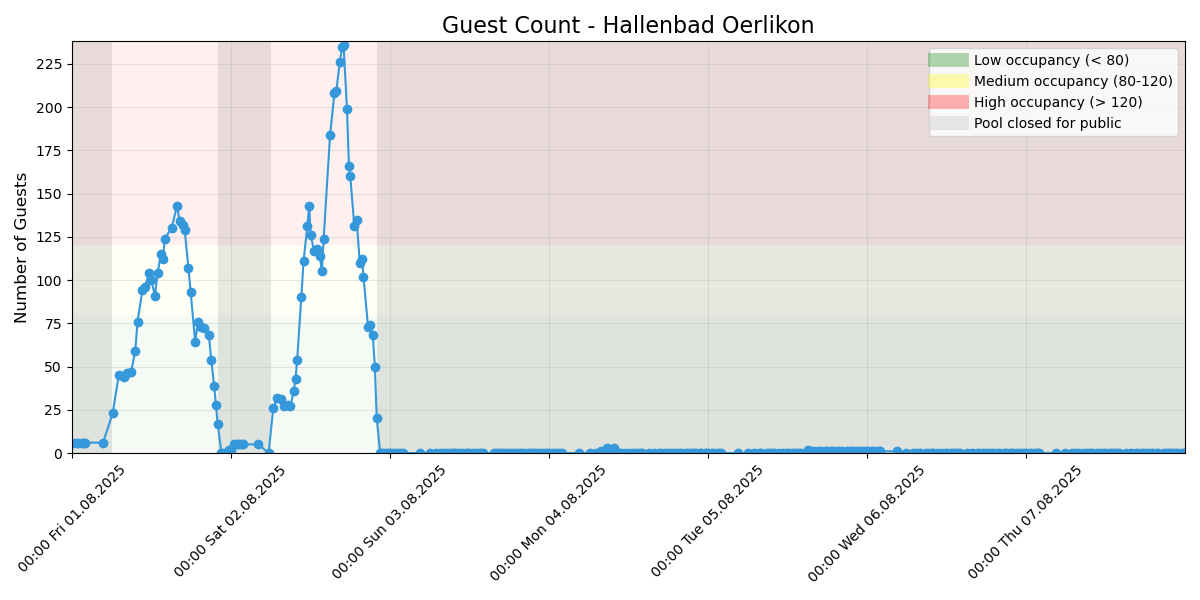 Guest Count - Hallenbad Oerlikon
Number of Guests
225
200
175
150
125
100
75
50
25
0
Low occupancy (< 80)
Medium occupancy (80-120)
High occupancy (> 120)
Pool closed for public
00:00 Fri 01.08.2025
00:00 Sat 02.08.2025
00:00 Sun 03.08.2025
00:00 Mon 04.08.2025
00:00 Tue 05.08.2025
00:00 Wed 06.08.2025
00:00 Thu 07.08.2025